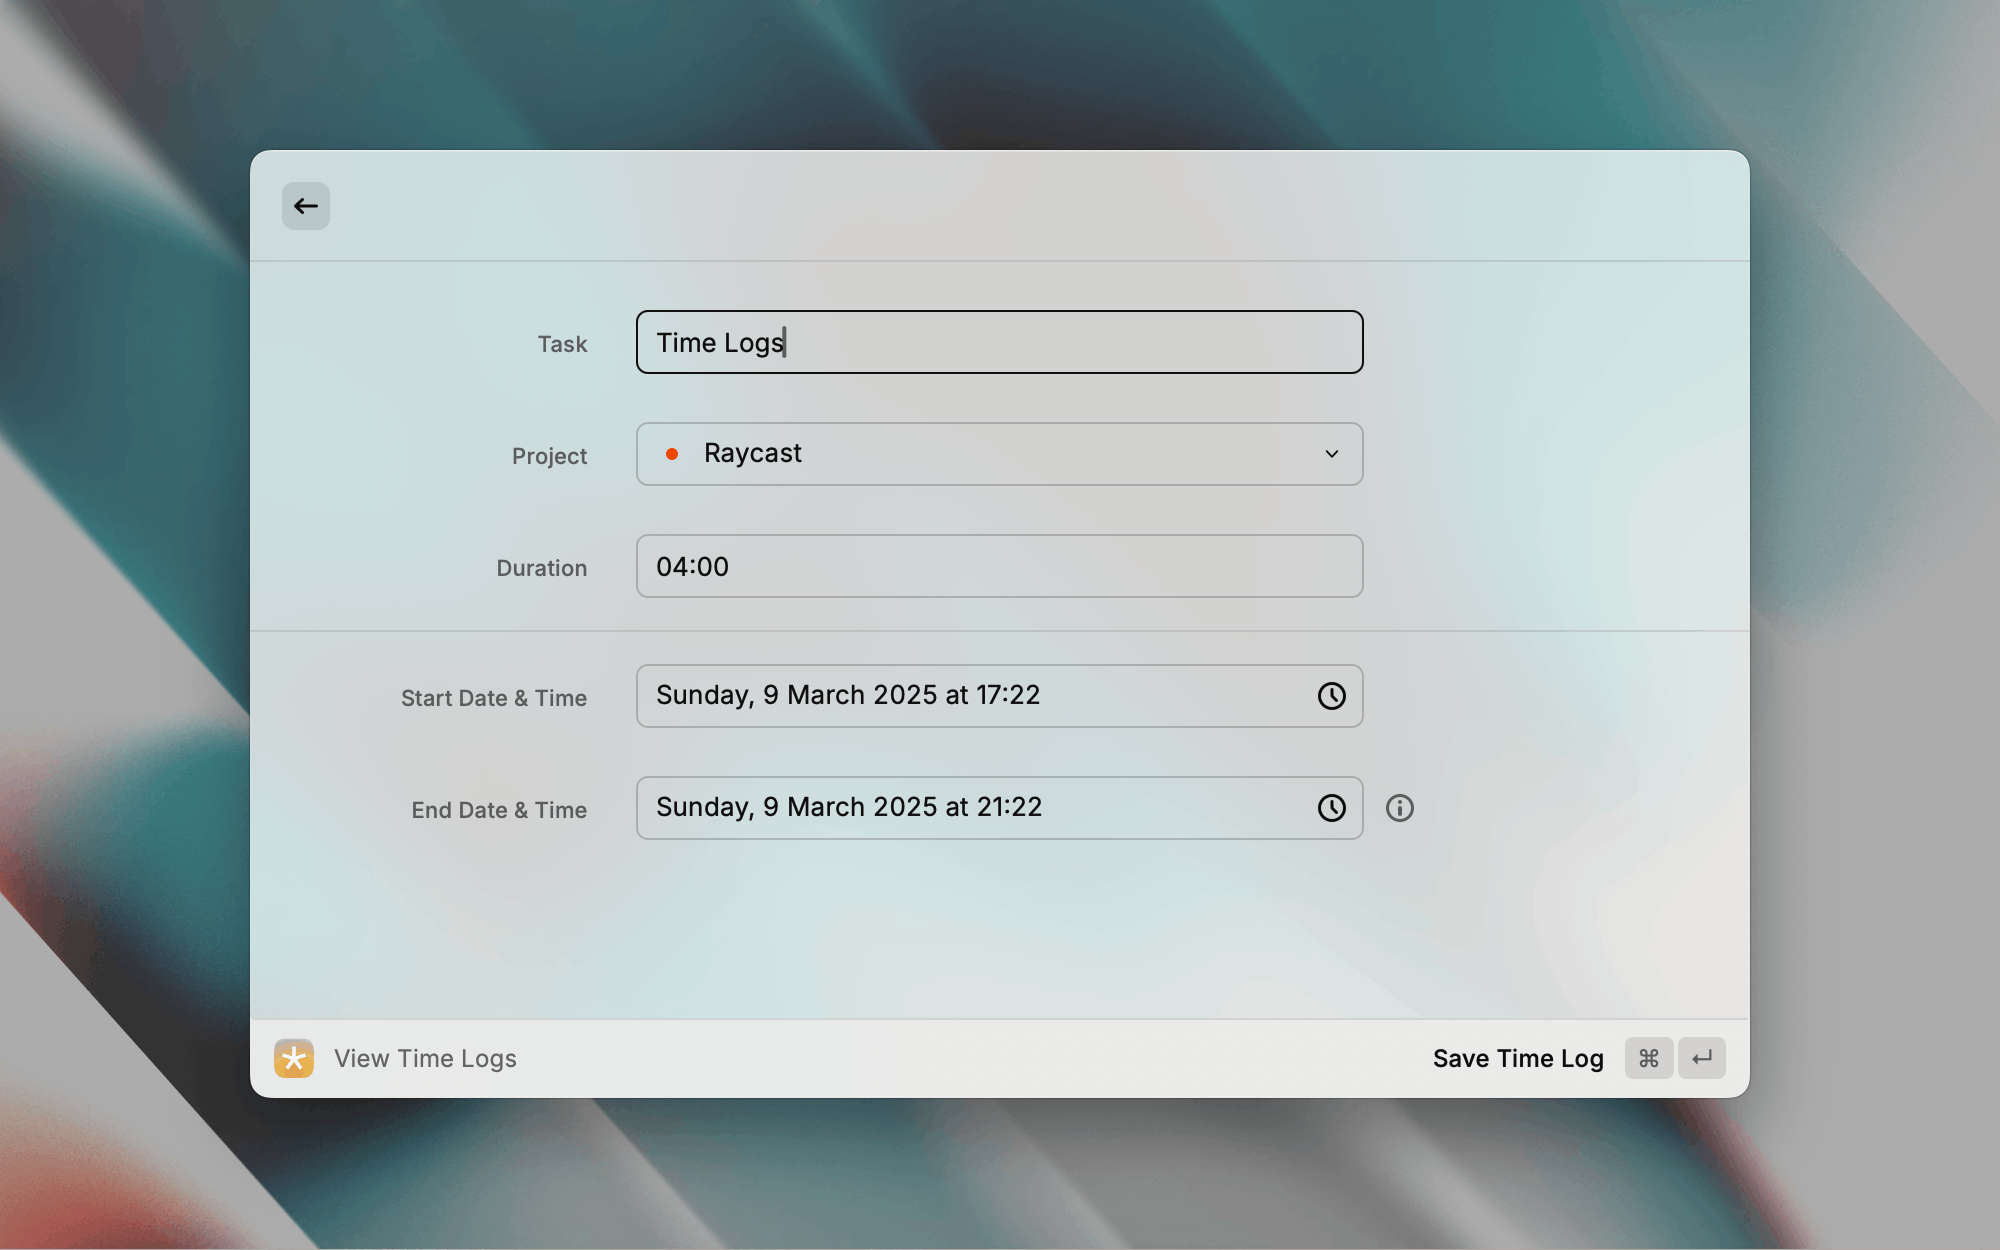 Task
Time Logs
Project
Raycast
Duration
04:00
Start Date & Time
Sunday, 9 March 2025 at 17:22
End Date & Time
Sunday, 9 March 2025 at 21:22
View Time Logs
Save Time Log ⌘ ↵